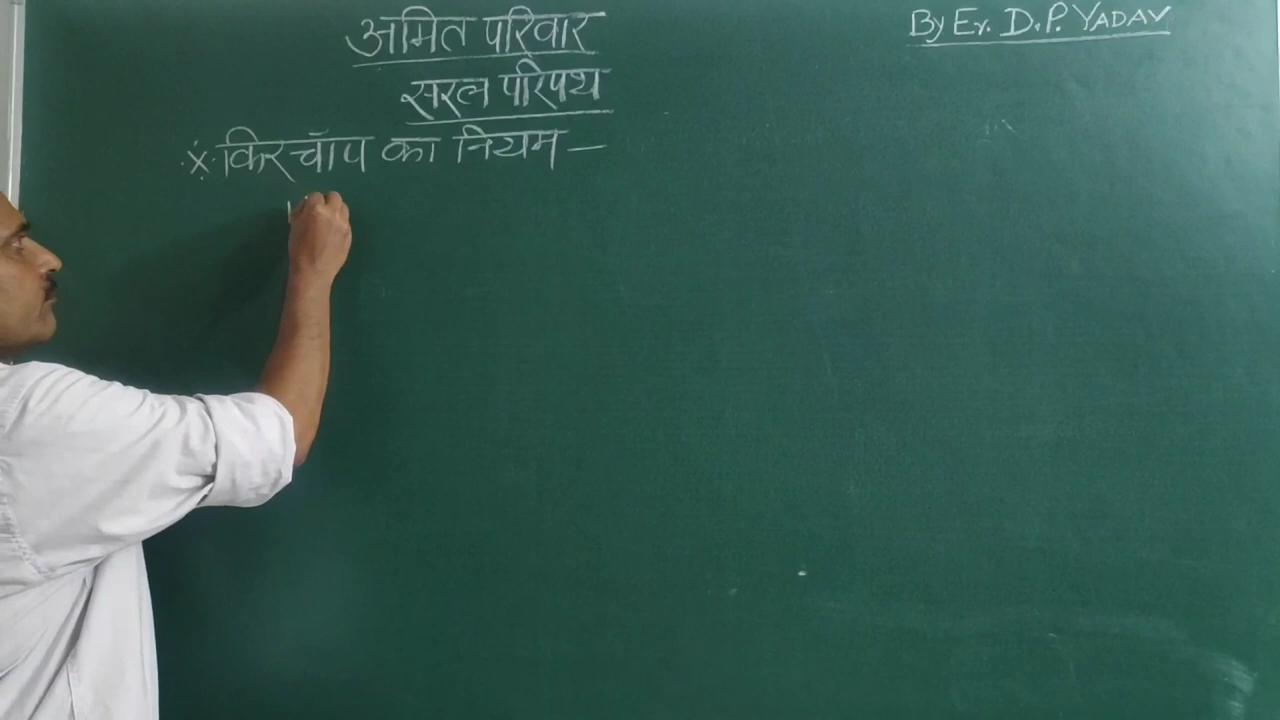 अमित परिवार
By Er. D.P. YADAV
सरल परिपथ
* किरचॉप का नियम –